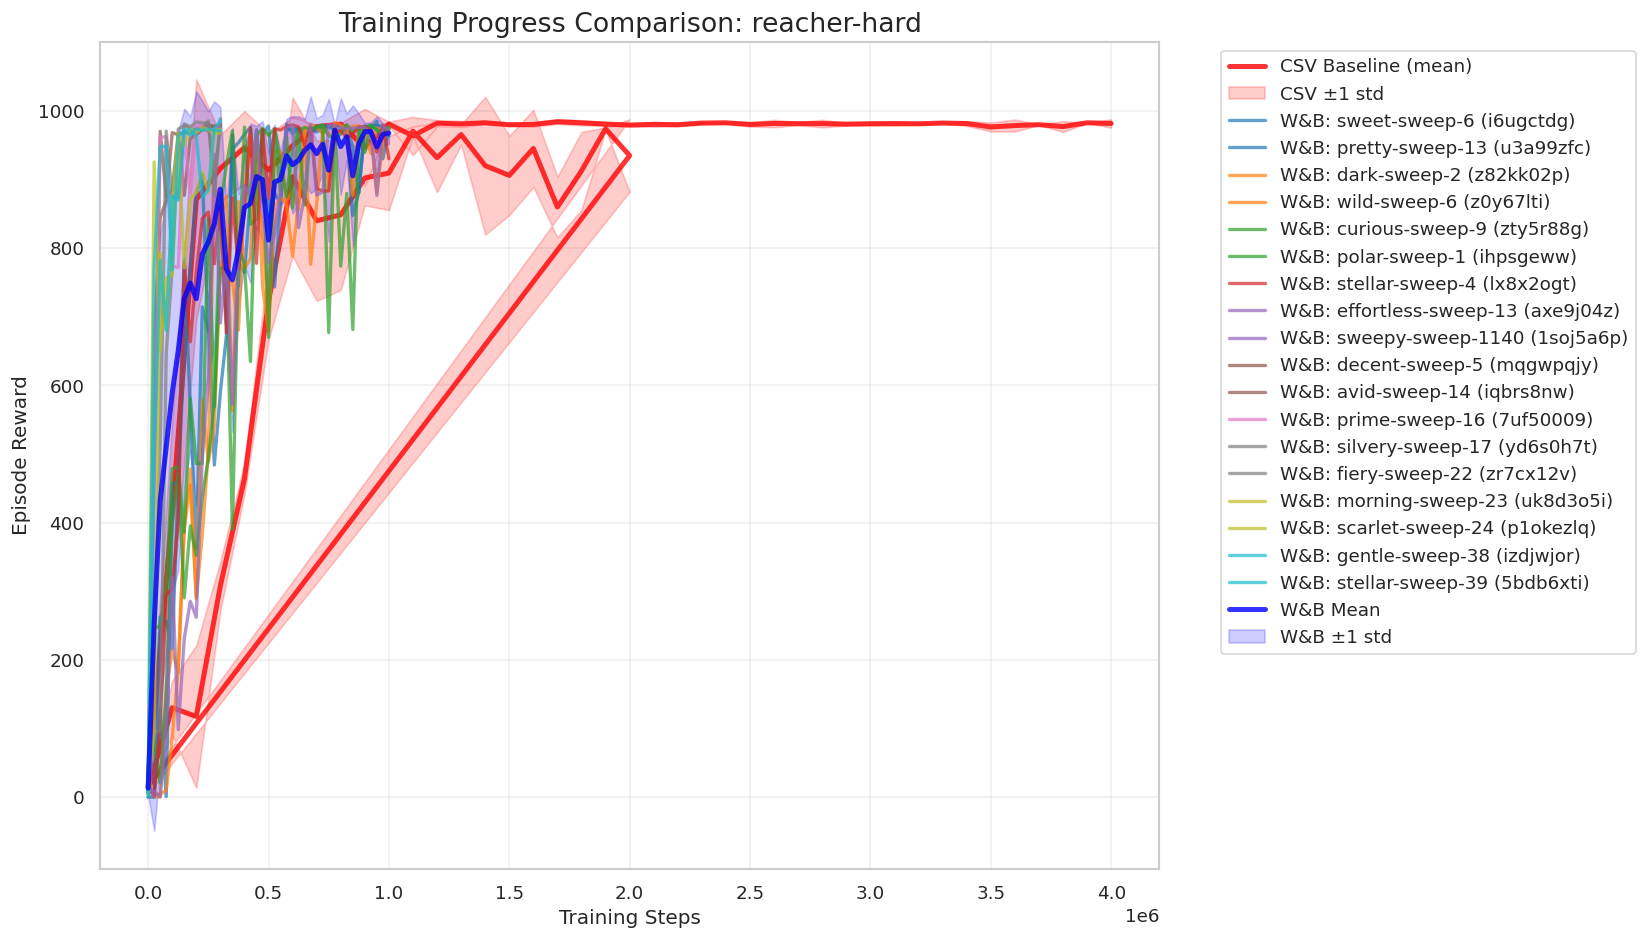 Training Progress Comparison: reacher-hard
Episode Reward
1000
800
600
400
200
0
0.0 0.5 1.0 1.5 2.0 2.5 3.0 3.5 4.0
1e6
Training Steps
CSV Baseline (mean)
CSV ±1 std
W&B: sweet-sweep-6 (i6ugctdg)
W&B: pretty-sweep-13 (u3a99zfc)
W&B: dark-sweep-2 (z82kk02p)
W&B: wild-sweep-6 (z0y67lti)
W&B: curious-sweep-9 (zty5r88g)
W&B: polar-sweep-1 (ihpsgeww)
W&B: stellar-sweep-4 (lx8x2ogt)
W&B: effortless-sweep-13 (axe9j04z)
W&B: sweepy-sweep-1140 (1soj5a6p)
W&B: decent-sweep-5 (mqgwpqjy)
W&B: avid-sweep-14 (iqbrs8nw)
W&B: prime-sweep-16 (7uf50009)
W&B: silvery-sweep-17 (yd6s0h7t)
W&B: fiery-sweep-22 (zr7cx12v)
W&B: morning-sweep-23 (uk8d3o5i)
W&B: scarlet-sweep-24 (p1okezlq)
W&B: gentle-sweep-38 (izdjwjor)
W&B: stellar-sweep-39 (5bdb6xti)
W&B Mean
W&B ±1 std